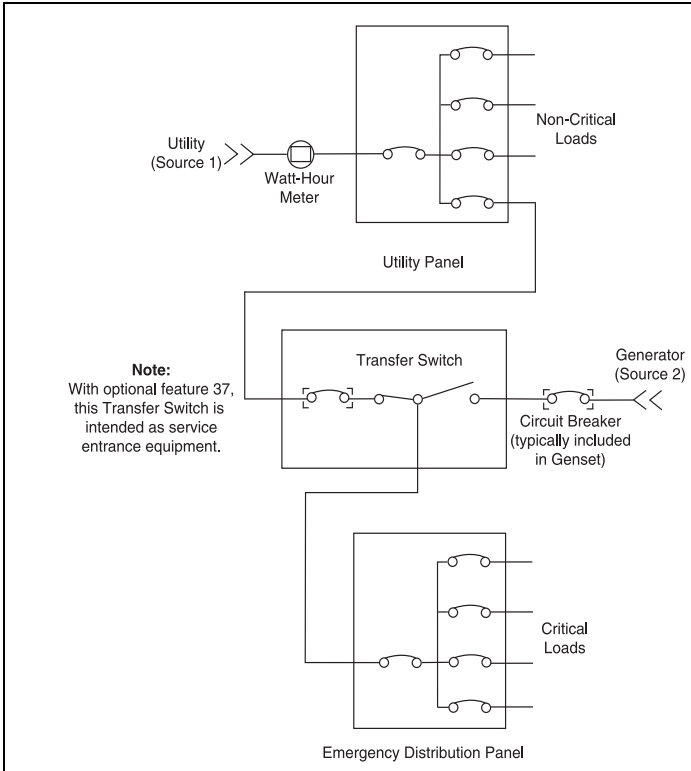 Utility
(Source 1)
Watt-Hour
Meter
Non-Critical
Loads
Utility Panel
Note:
With optional feature 37,
this Transfer Switch is
intended as service
entrance equipment.
Transfer Switch
Generator
(Source 2)
Circuit Breaker
(typically included
in Genset)
Critical
Loads
Emergency Distribution Panel